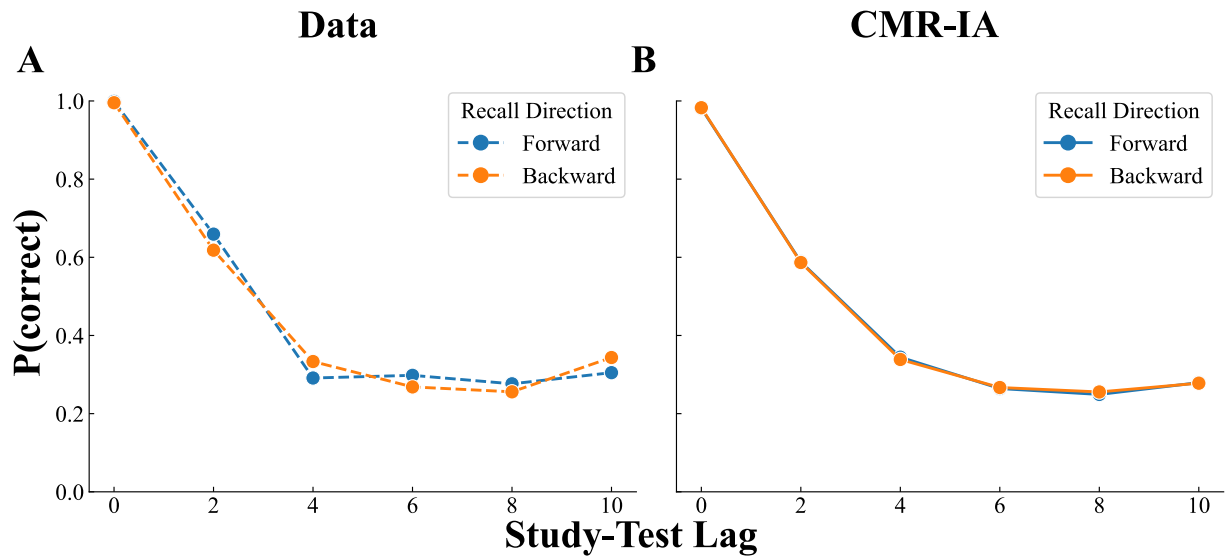 Data
CMR-IA
A
B
P(correct)
1.0
0.8
0.6
0.4
0.2
0.0
Recall Direction
Forward
Backward
Recall Direction
Forward
Backward
0 2 4 6 8 10
0 2 4 6 8 10
Study-Test Lag